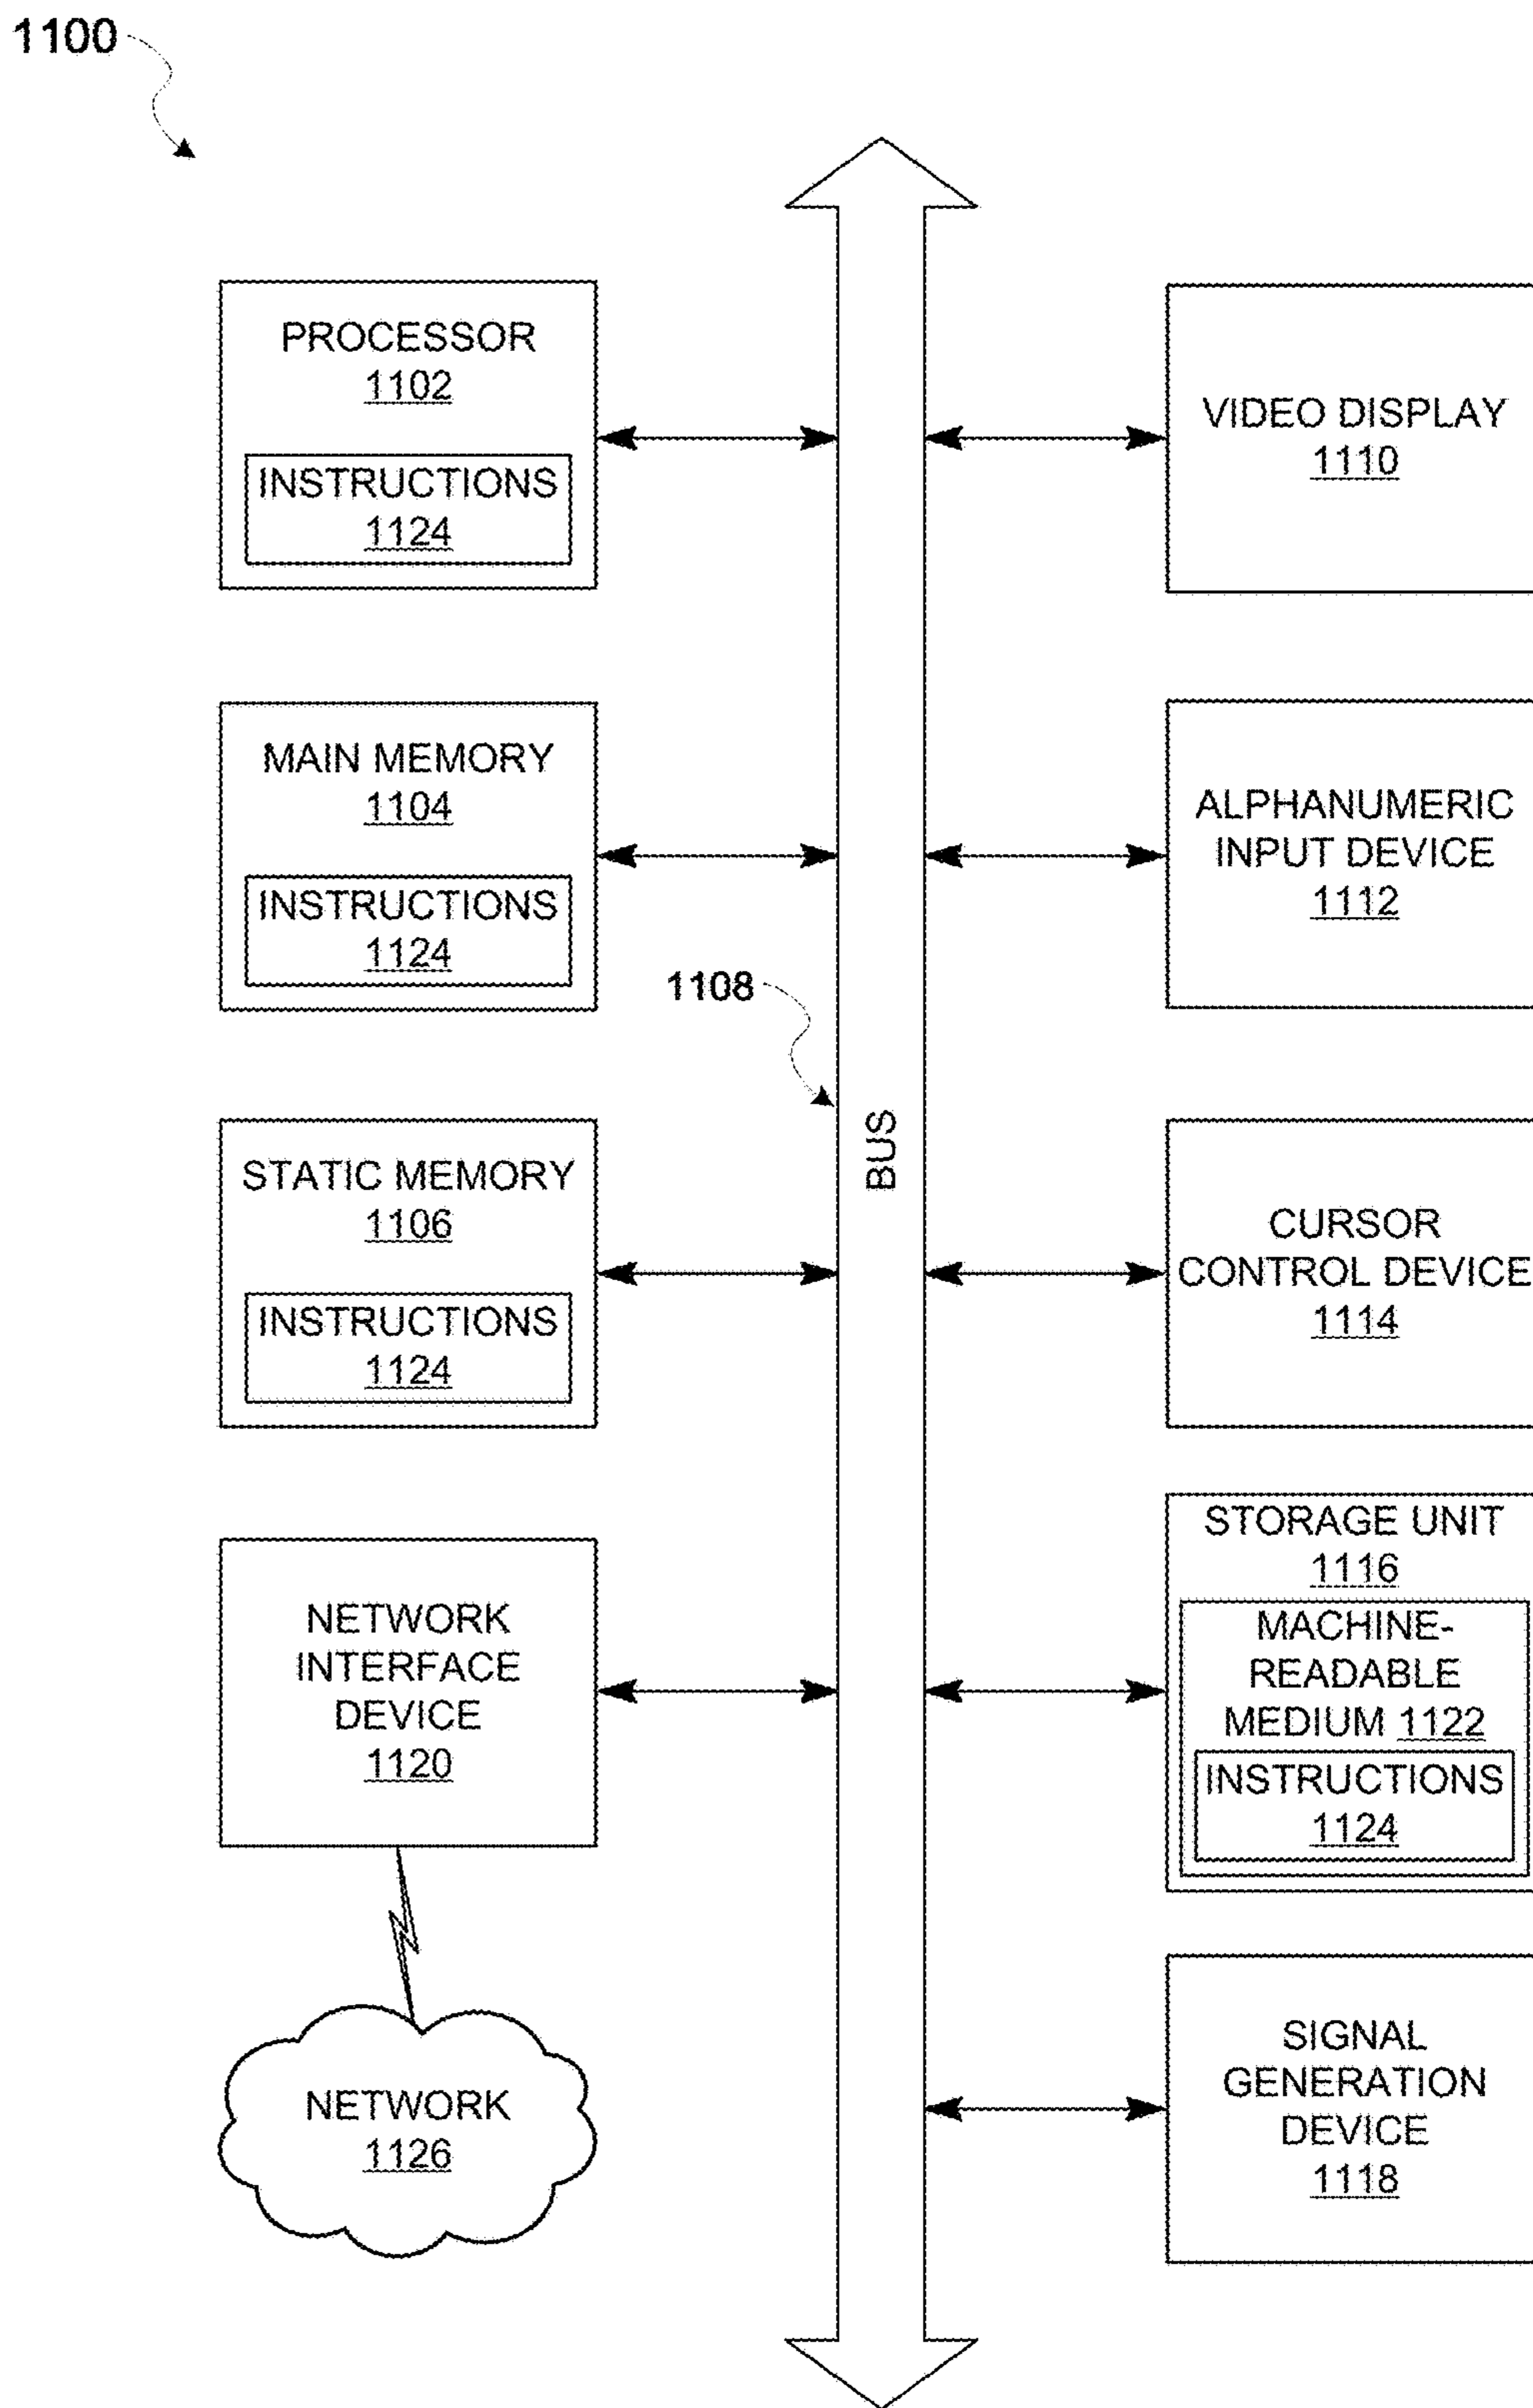 1100
PROCESSOR
1102
INSTRUCTIONS
1124
MAIN MEMORY
1104
INSTRUCTIONS
1124
STATIC MEMORY
1106
INSTRUCTIONS
1124
NETWORK
INTERFACE
DEVICE
1120
NETWORK
1126
1108
BUS
VIDEO DISPLAY
1110
ALPHANUMERIC
INPUT DEVICE
1112
CURSOR
CONTROL DEVICE
1114
STORAGE UNIT
1116
MACHINE-
READABLE
MEDIUM 1122
INSTRUCTIONS
1124
SIGNAL
GENERATION
DEVICE
1118